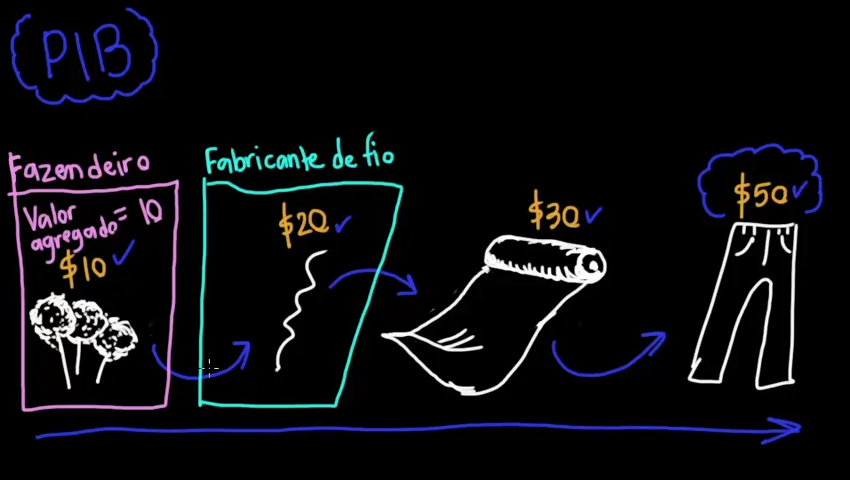 PIB
Fazendeiro
Valor
agregado = 10
$10
Fabricante de fio
$20
$30
$50